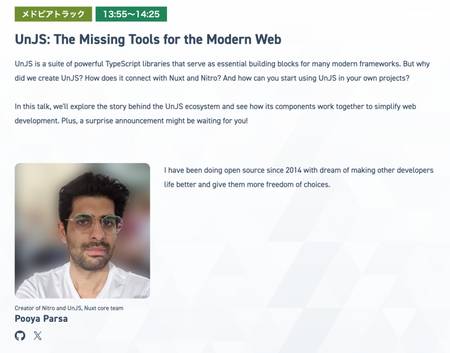 メドピアトラック 13:55〜14:25
UnJS: The Missing Tools for the Modern Web
UnJS is a suite of powerful TypeScript libraries that serve as essential building blocks for many modern frameworks. But why
did we create UnJS? How does it connect with Nuxt and Nitro? And how can you start using UnJS in your own projects?
In this talk, we'll explore the story behind the UnJS ecosystem and see how its components work together to simplify web
development. Plus, a surprise announcement might be waiting for you!
I have been doing open source since 2014 with dream of making other developers
life better and give them more freedom of choices.
Creator of Nitro and UnJS, Nuxt core team
Pooya Parsa